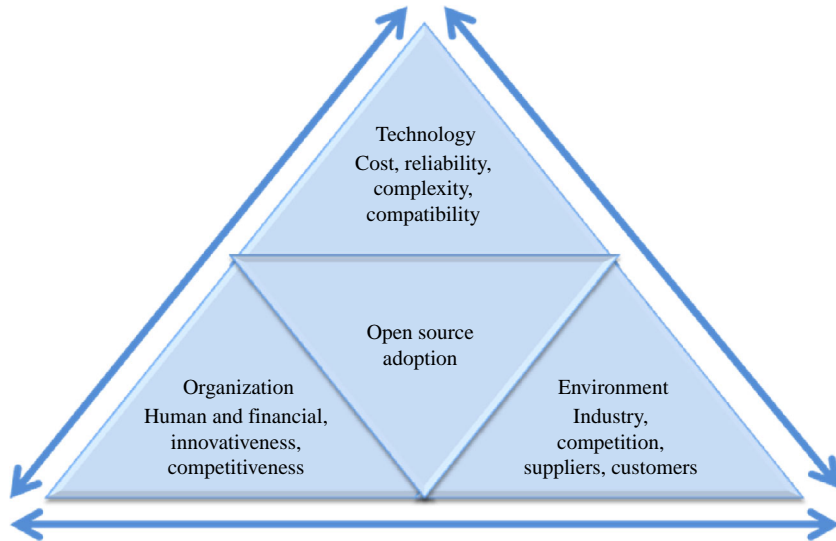 Technology
Cost, reliability,
complexity,
compatibility
Open source
adoption
Organization
Human and financial,
innovativeness,
competitiveness
Environment
Industry,
competition,
suppliers, customers